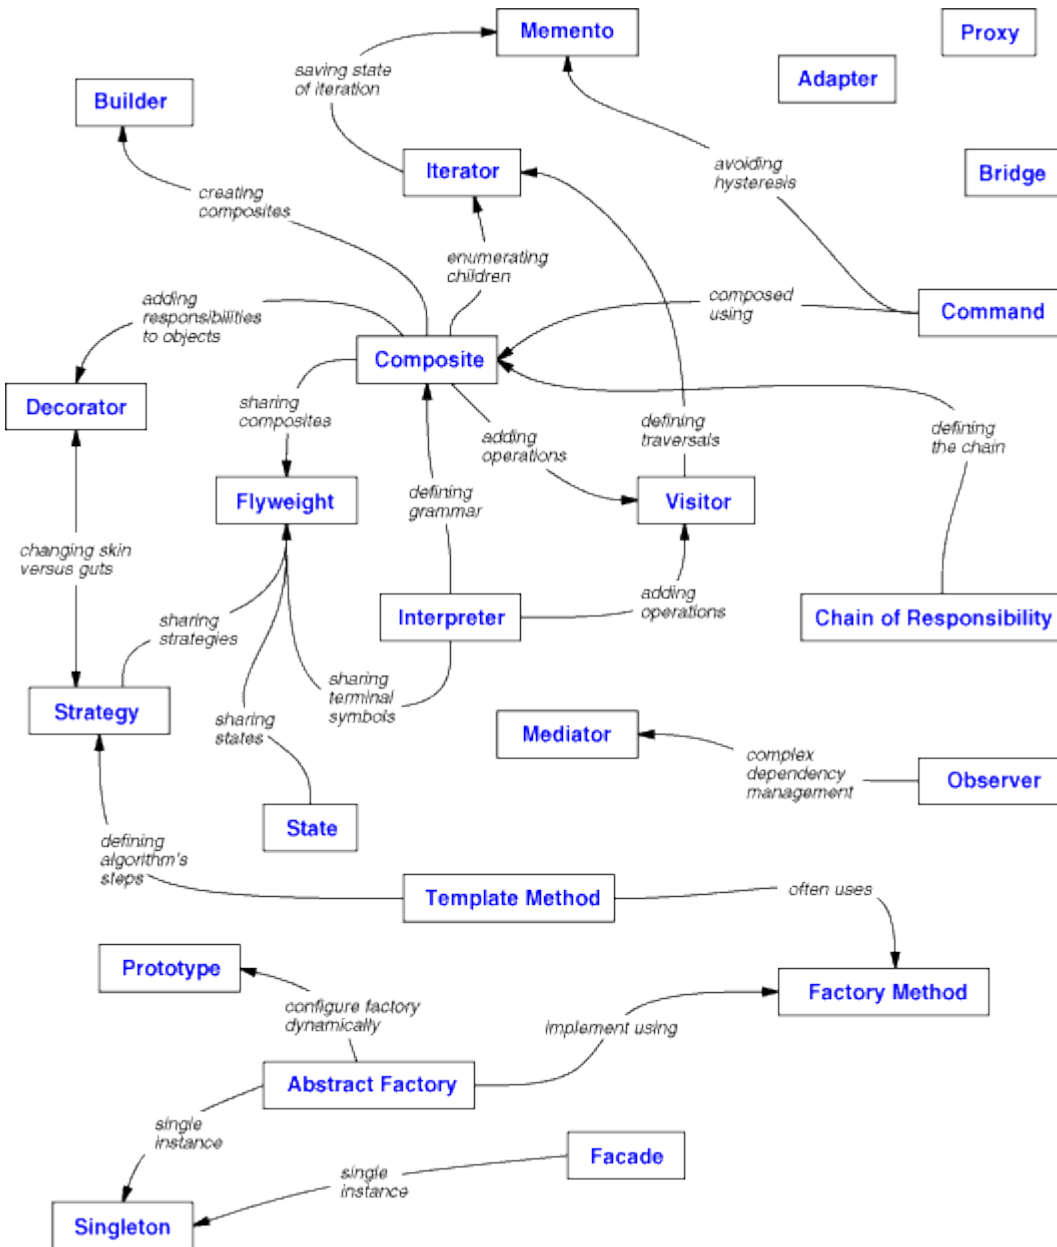 Memento
Proxy
saving state
of iteration
Adapter
Builder
Iterator
avoiding
hysteresis
Bridge
creating
composites
enumerating
children
adding
responsibilities
to objects
composed
using
Command
Composite
Decorator
sharing
composites
adding
operations
defining
traversals
defining
the chain
Flyweight
defining
grammar
Visitor
changing skin
versus guts
sharing
strategies
Interpreter
adding
operations
Chain of Responsibility
Strategy
sharing
states
sharing
terminal
symbols
Mediator
complex
dependency
management
Observer
State
defining
algorithm's
steps
Template Method
often uses
Prototype
configure factory
dynamically
implement using
Factory Method
Abstract Factory
single
instance
Facade
single
instance
Singleton